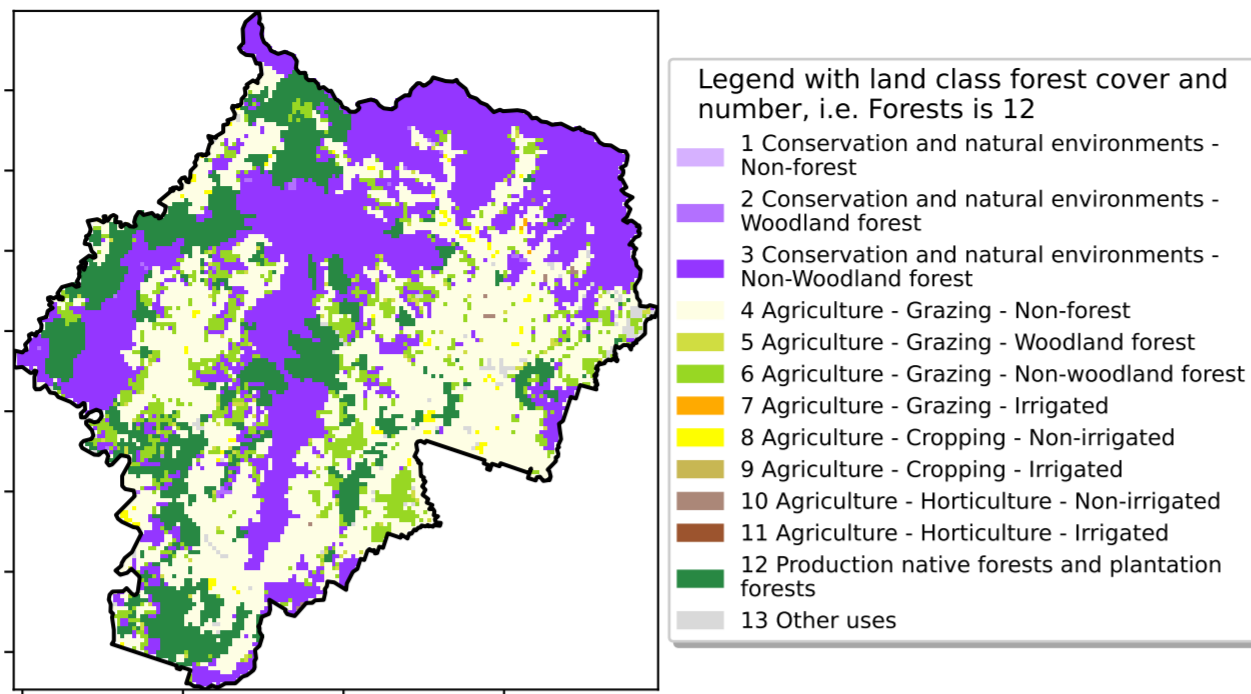 Legend with land class forest cover and
number, i.e. Forests is 12
1 Conservation and natural environments -
Non-forest
2 Conservation and natural environments -
Woodland forest
3 Conservation and natural environments -
Non-Woodland forest
4 Agriculture - Grazing - Non-forest
5 Agriculture - Grazing - Woodland forest
6 Agriculture - Grazing - Non-woodland forest
7 Agriculture - Grazing - Irrigated
8 Agriculture - Cropping - Non-irrigated
9 Agriculture - Cropping - Irrigated
10 Agriculture - Horticulture - Non-irrigated
11 Agriculture - Horticulture - Irrigated
12 Production native forests and plantation
forests
13 Other uses